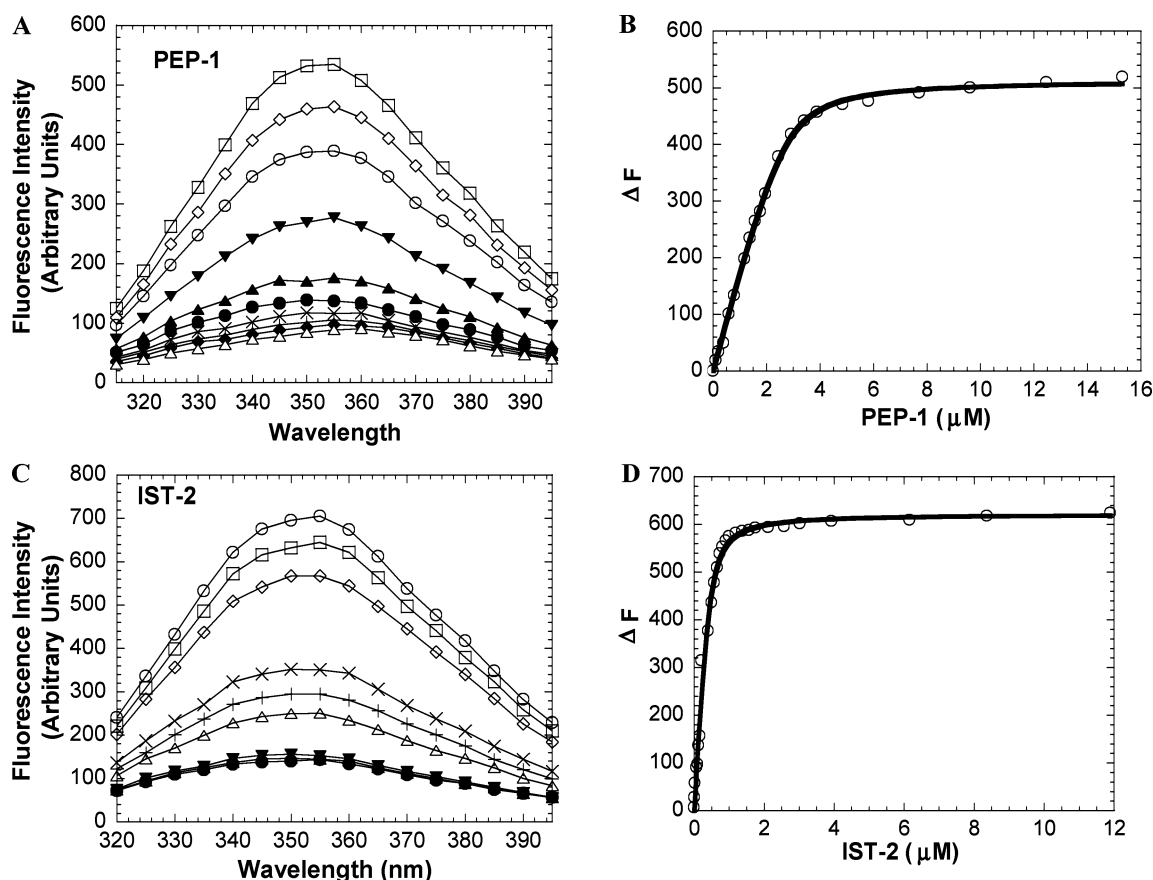 A
PEP-1
Fluorescence Intensity
(Arbitrary Units)
600
500
400
300
200
100
0
320 330 340 350 360 370 380 390
Wavelength
B
Δ F
600
500
400
300
200
100
0
0 2 4 6 8 10 12 14 16
PEP-1 (μM)
C
IST-2
Fluorescence Intensity
(Arbitrary Units)
800
700
600
500
400
300
200
100
0
320 330 340 350 360 370 380 390
Wavelength (nm)
D
Δ F
700
600
500
400
300
200
100
0
0 2 4 6 8 10 12
IST-2 (μM)